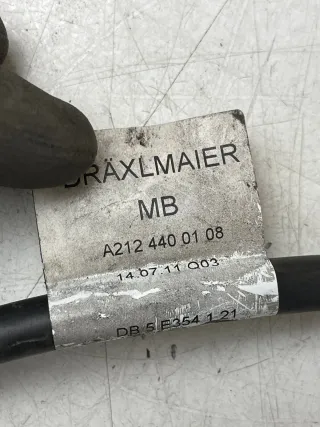 DRÄXLMAIER
MB
A212 440 01 08
14.07.11 Q03
DB 5 E354 1 21